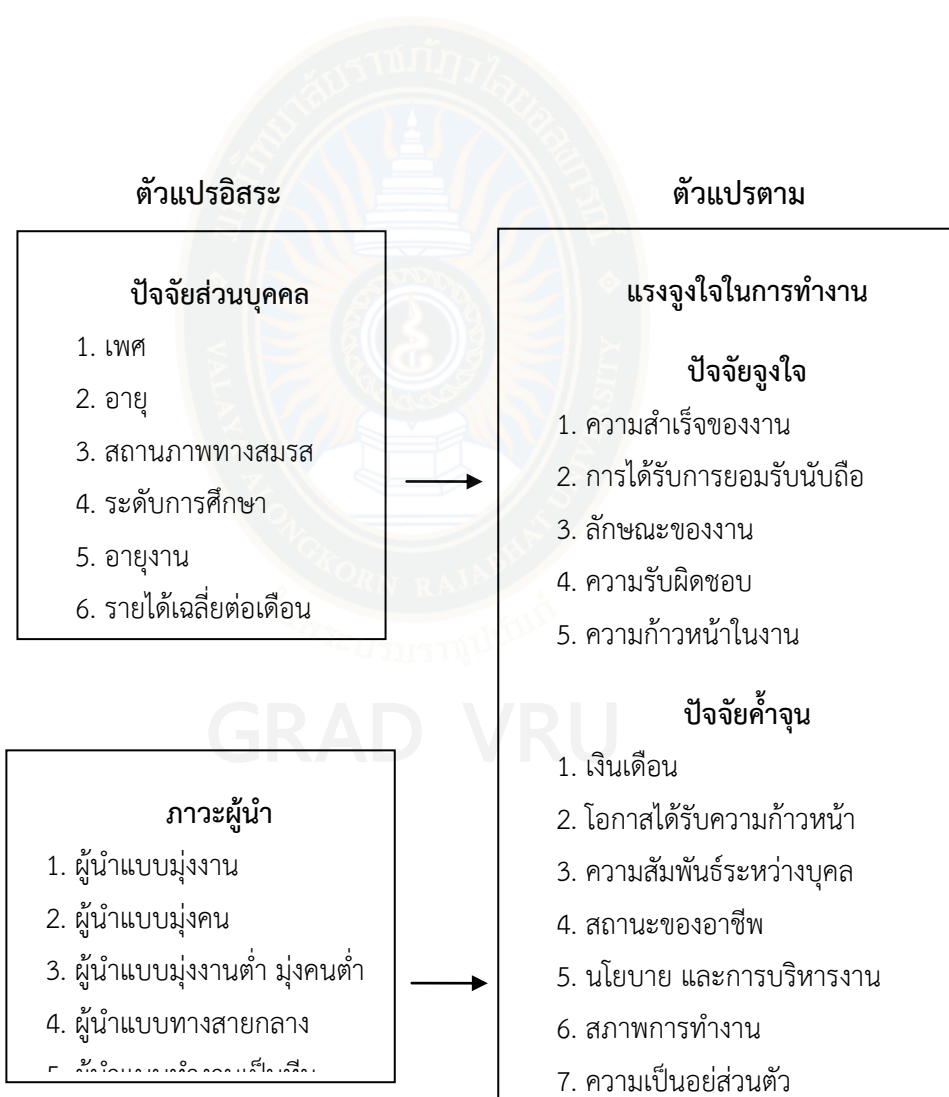 ตัวแปรอิสระ
ปัจจัยส่วนบุคคล
1. เพศ
2. อายุ
3. สถานภาพทางสมรส
4. ระดับการศึกษา
5. อายุงาน
6. รายได้เฉลี่ยต่อเดือน
ภาวะผู้นำ
1. ผู้นำแบบมุ่งงาน
2. ผู้นำแบบมุ่งคน
3. ผู้นำแบบมุ่งงานต่ำ มุ่งคนต่ำ
4. ผู้นำแบบทางสายกลาง
ตัวแปรตาม
แรงจูงใจในการทำงาน
ปัจจัยจูงใจ
1. ความสำเร็จของงาน
2. การได้รับการยอมรับนับถือ
3. ลักษณะของงาน
4. ความรับผิดชอบ
5. ความก้าวหน้าในงาน
ปัจจัยค้ำจุน
1. เงินเดือน
2. โอกาสได้รับความก้าวหน้า
3. ความสัมพันธ์ระหว่างบุคล
4. สถานะของอาชีพ
5. นโยบาย และการบริหารงาน
6. สภาพการทำงาน
7. ความเป็นอยู่ส่วนตัว
GRAD VRU